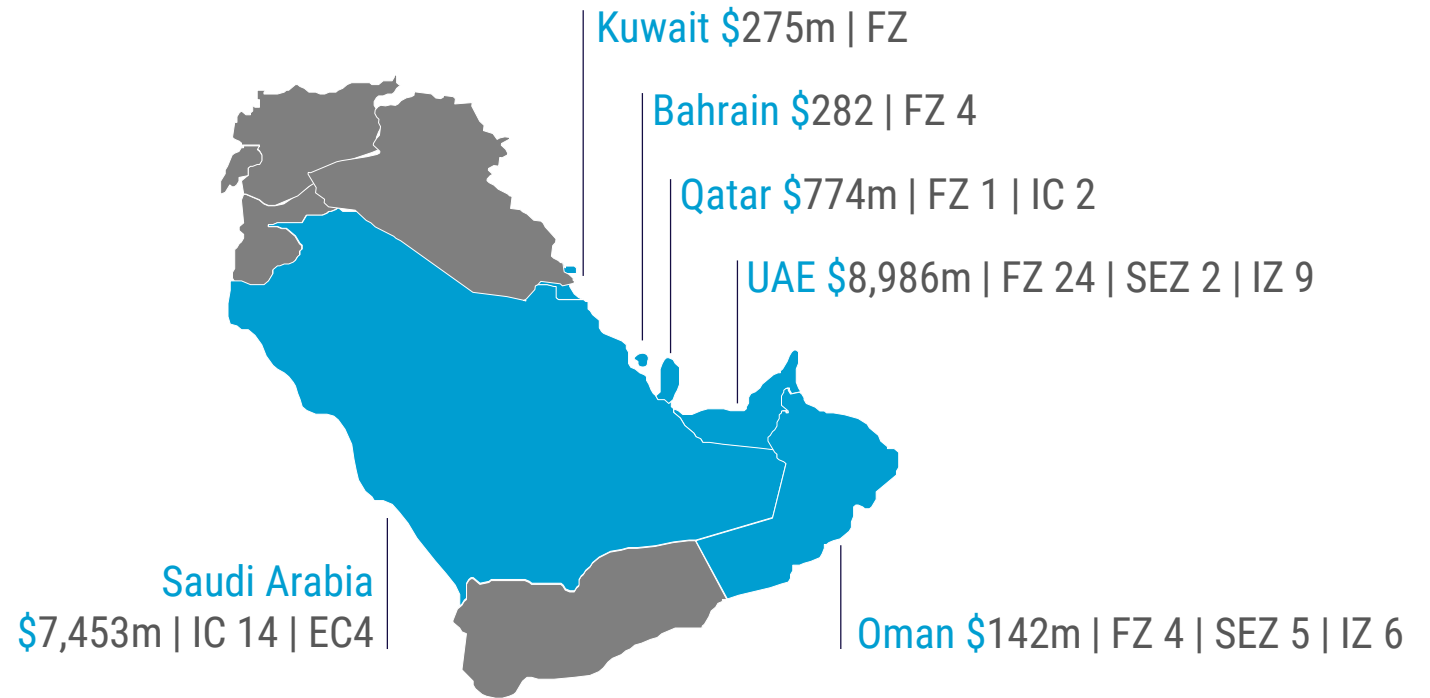 Kuwait $275m | FZ
Bahrain $282 | FZ 4
Qatar $774m | FZ 1 | IC 2
UAE $8,986m | FZ 24 | SEZ 2 | IZ 9
Saudi Arabia
$7,453m | IC 14 | EC4
Oman $142m | FZ 4 | SEZ 5 | IZ 6